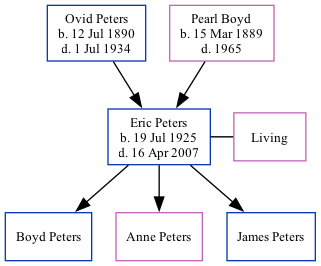 Ovid Peters
b. 12 Jul 1890
d. 1 Jul 1934
Pearl Boyd
b. 15 Mar 1889
d. 1965
Eric Peters
b. 19 Jul 1925
d. 16 Apr 2007
Living
Boyd Peters
Anne Peters
James Peters